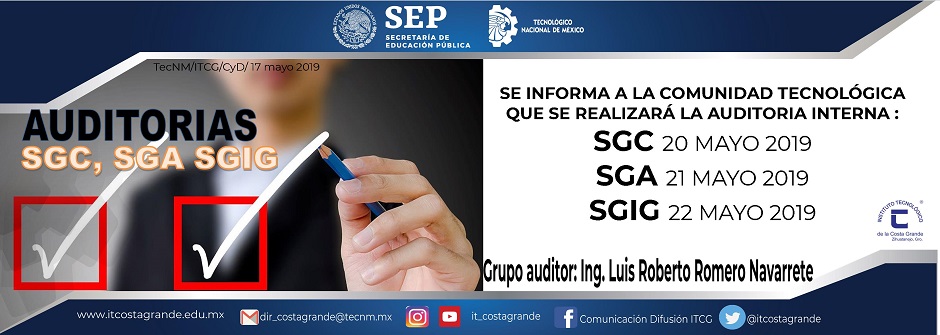 SEP
SECRETARÍA DE
EDUCACIÓN PÚBLICA
TECNOLÓGICO
NACIONAL DE MÉXICO
TecNM/ITCG/CyD/ 17 mayo 2019
AUDITORIAS
SGC, SGA SGIG
SE INFORMA A LA COMUNIDAD TECNOLÓGICA
QUE SE REALIZARÁ LA AUDITORIA INTERNA :
SGC 20 MAYO 2019
SGA 21 MAYO 2019
SGIG 22 MAYO 2019
INSTITUTO TECNOLÓGICO
®
de la Costa Grande
Zihuatanejo, Gro.
Grupo auditor: Ing. Luis Roberto Romero Navarrete
www.itcostagrande.edu.mx
dir_costagrande@tecnm.mx
it_costagrande
Comunicación Difusión ITCG
@itcostagrande